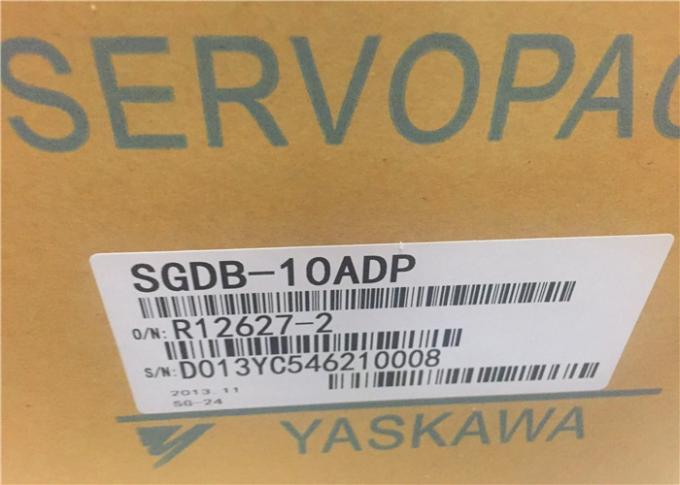 SERVOPAC
SGDB-10ADP
O/N: R12627-2
S/N: D013YC546210008
2013.11
SG-24
YASKAWA